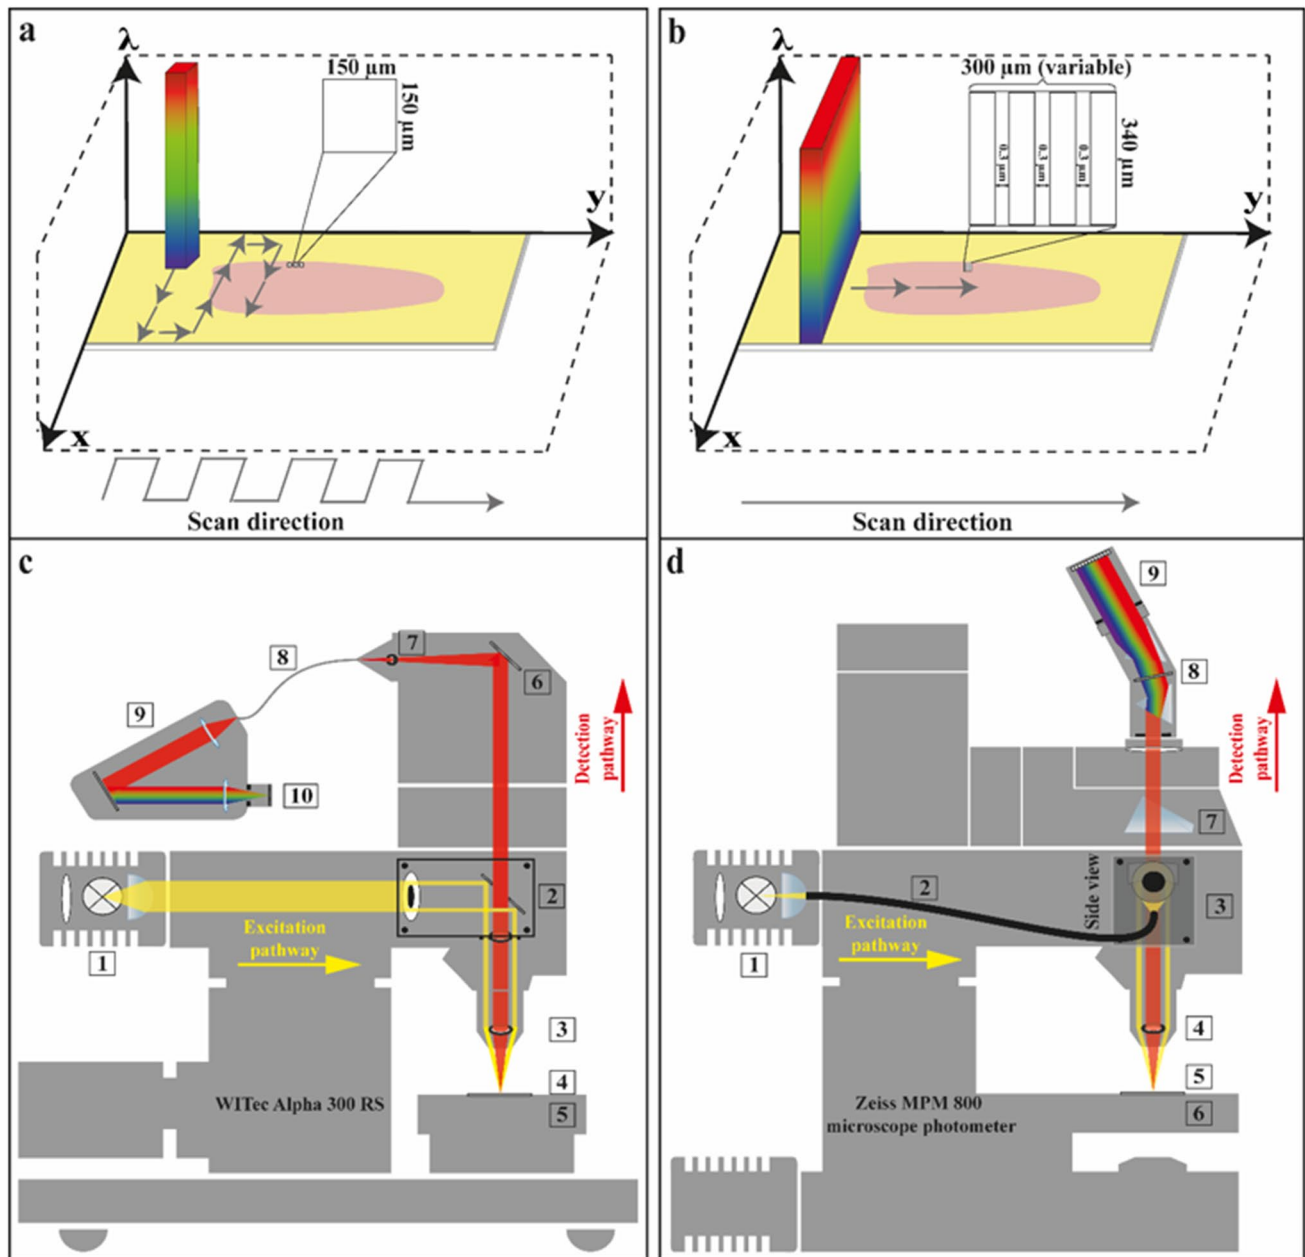 a
λ
150 µm
150 µm
y
x
Scan direction
b
λ
300 µm (variable)
0.3 µm
0.3 µm
0.3 µm
340 µm
y
x
Scan direction
c
7
8
6
9
Detection pathway
10
2
Excitation
pathway
1
3
4
WITec Alpha 300 RS
5
d
9
8
Detection pathway
7
2
Side view
3
Excitation
pathway
1
4
5
Zeiss MPM 800
microscope photometer
6